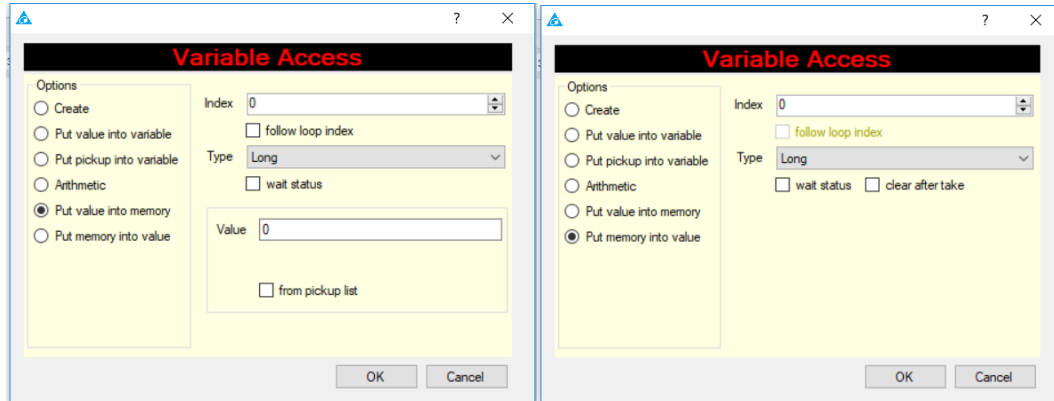 ?
Variable Access
Options
Create
Put value into variable
Put pickup into variable
Arithmetic
Put value into memory
Put memory into value
Index 0
follow loop index
Type Long
wait status
Value 0
from pickup list
OK Cancel
?
Variable Access
Options
Create
Put value into variable
Put pickup into variable
Arithmetic
Put value into memory
Put memory into value
Index 0
follow loop index
Type Long
wait status clear after take
OK Cancel